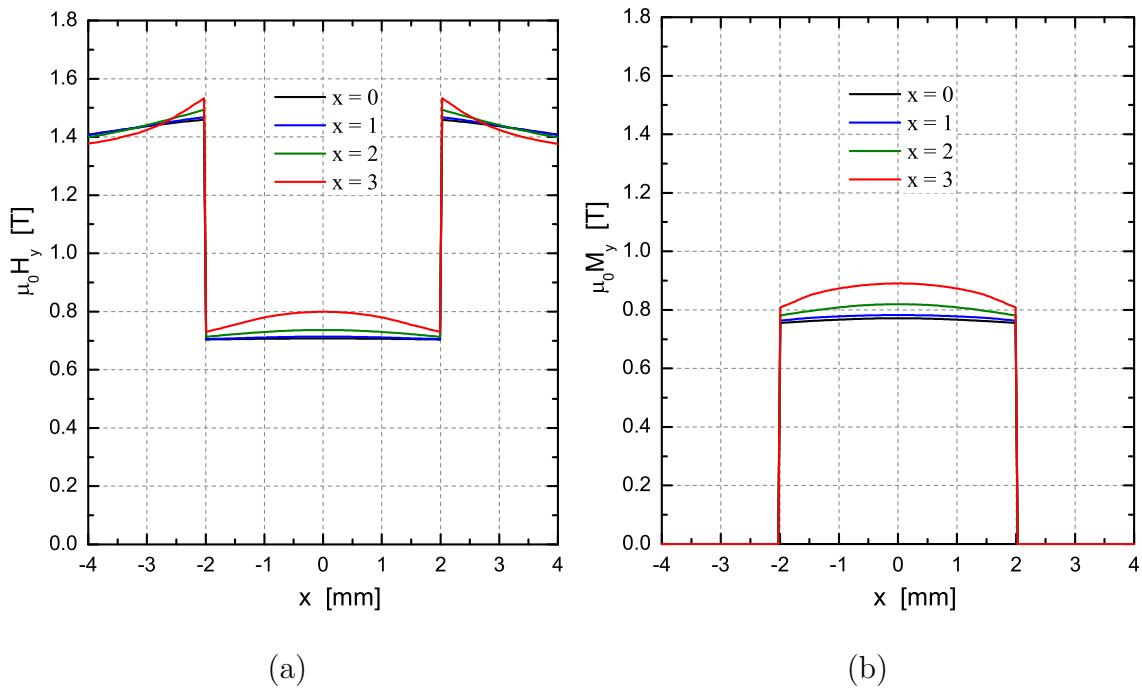 1.8
1.6
1.4
1.2
1.0
0.8
0.6
0.4
0.2
0.0
μ₀H_y [T]
x = 0
x = 1
x = 2
x = 3
-4 -3 -2 -1 0 1 2 3 4
x [mm]
(a)
1.8
1.6
1.4
1.2
1.0
0.8
0.6
0.4
0.2
0.0
μ₀M_y [T]
x = 0
x = 1
x = 2
x = 3
-4 -3 -2 -1 0 1 2 3 4
x [mm]
(b)